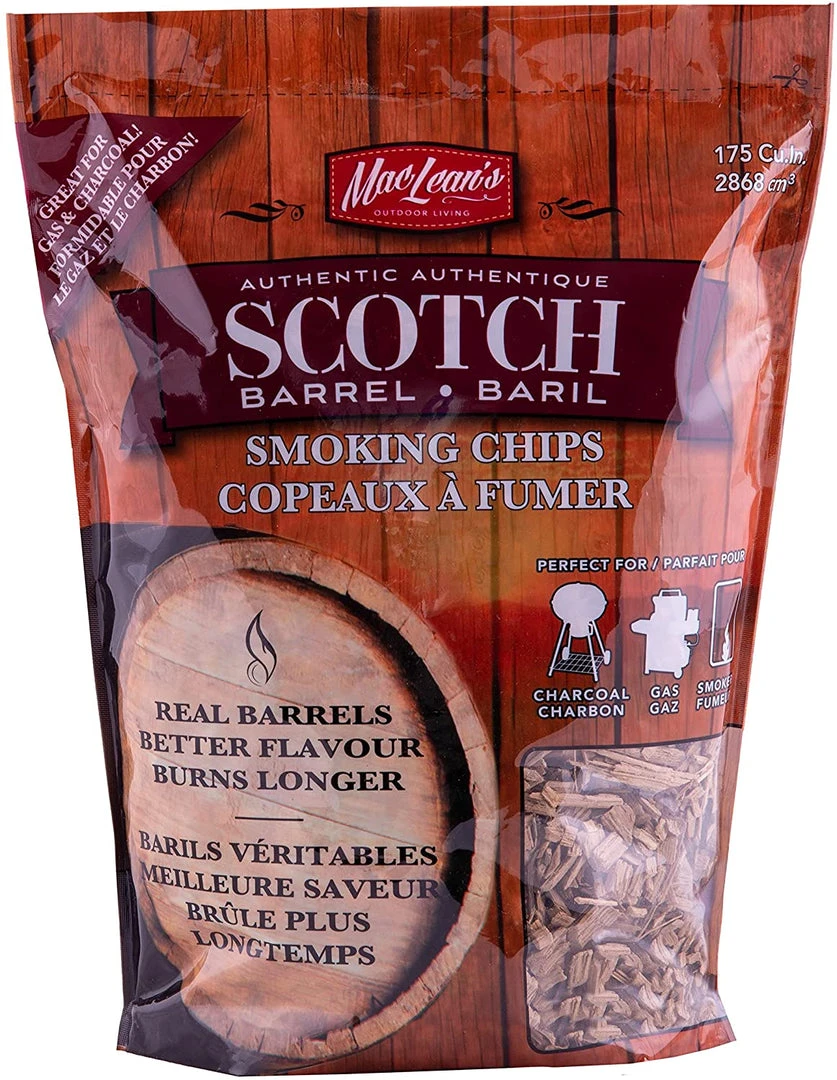 GREAT FOR
GAS & CHARCOAL!
FORMIDABLE POUR
LE GAZ ET LE CHARBON!
MacLean's
OUTDOOR LIVING
175 Cu.In.
2868 cm³
AUTHENTIC AUTHENTIQUE
SCOTCH
BARREL • BARIL
SMOKING CHIPS
COPEAUX À FUMER
PERFECT FOR / PARFAIT POUR
CHARCOAL
CHARBON
GAS
GAZ
REAL BARRELS
BETTER FLAVOUR
BURNS LONGER
BARILS VÉRITABLES
MEILLEURE SAVEUR
BRÛLE PLUS
LONGTEMPS